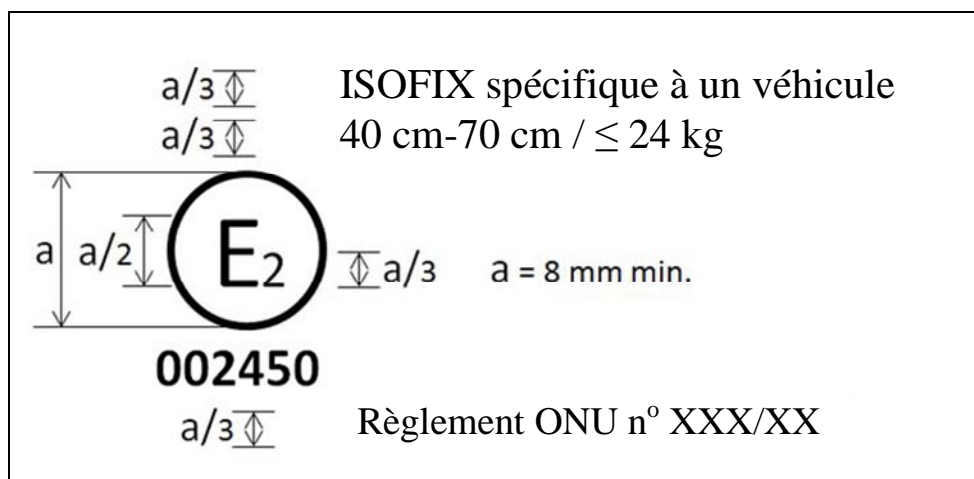 a/3 ISOFIX spécifique à un véhicule
a/3 40 cm-70 cm / ≤ 24 kg
a a/2 E2 a/3 a = 8 mm min.
002450
a/3 Règlement ONU nº XXX/XX